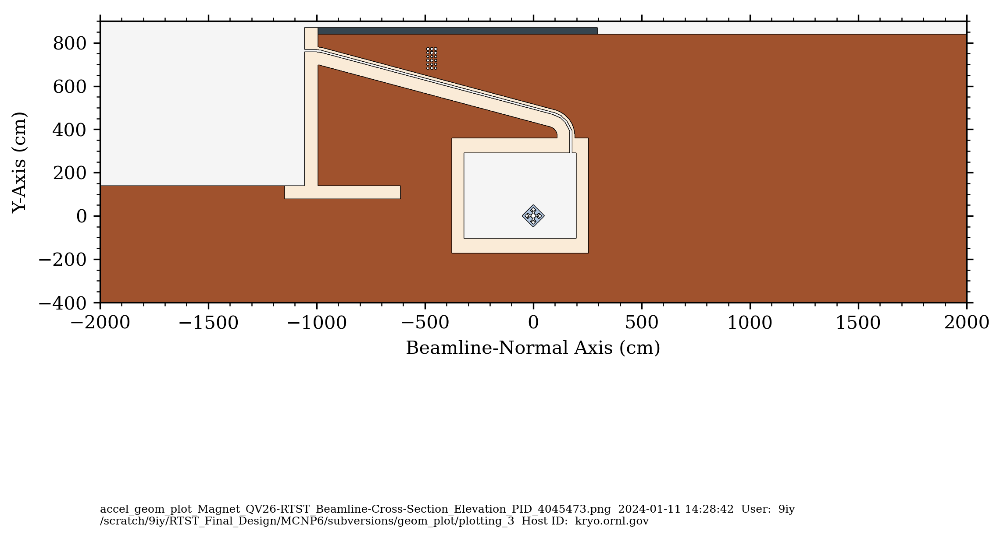 800
600
400
200
0
−200
−400
Y-Axis (cm)
−2000 −1500 −1000 −500 0 500 1000 1500 2000
Beamline-Normal Axis (cm)
accel_geom_plot_Magnet_QV26-RTST_Beamline-Cross-Section_Elevation_PID_4045473.png 2024-01-11 14:28:42 User: 9iy
/scratch/9iy/RTST_Final_Design/MCNP6/subversions/geom_plot/plotting_3 Host ID: kryo.ornl.gov